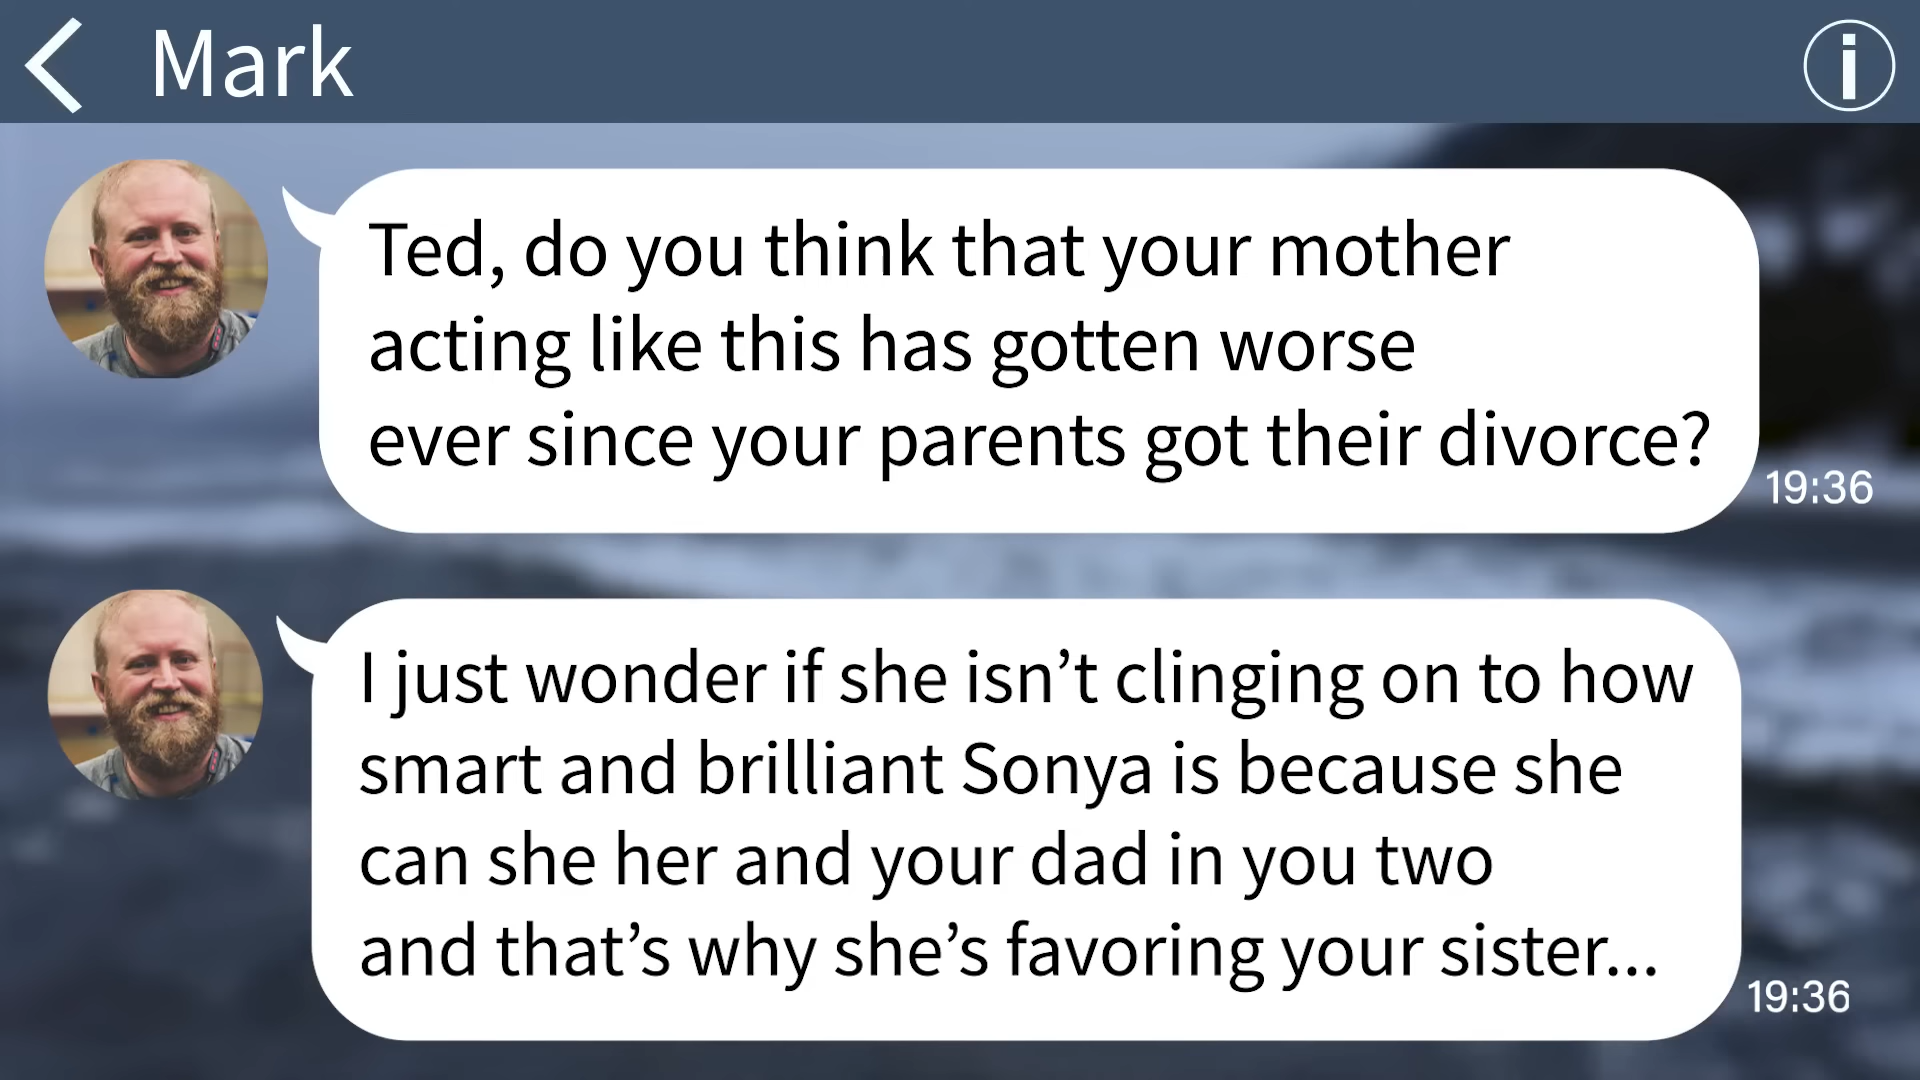 Mark
Ted, do you think that your mother
acting like this has gotten worse
ever since your parents got their divorce?
19:36
I just wonder if she isn’t clinging on to how
smart and brilliant Sonya is because she
can she her and your dad in you two
and that’s why she’s favoring your sister...
19:36